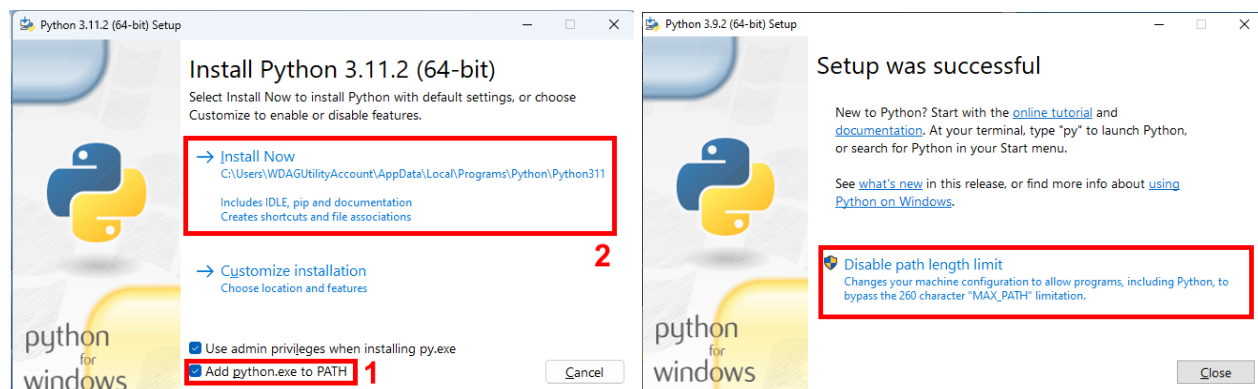 Python 3.11.2 (64-bit) Setup
Install Python 3.11.2 (64-bit)
Select Install Now to install Python with default settings, or choose
Customize to enable or disable features.
Install Now
C:\Users\WDAGUtilityAccount\AppData\Local\Programs\Python\Python311
Includes IDLE, pip and documentation
Creates shortcuts and file associations
2
Customize installation
Choose location and features
python
for
windows
Use admin privileges when installing py.exe
Add python.exe to PATH
1
Cancel
Python 3.9.2 (64-bit) Setup
Setup was successful
New to Python? Start with the online tutorial and
documentation. At your terminal, type "py" to launch Python,
or search for Python in your Start menu.
See what's new in this release, or find more info about using
Python on Windows.
Disable path length limit
Changes your machine configuration to allow programs, including Python, to
bypass the 260 character "MAX_PATH" limitation.
python
for
windows
Close